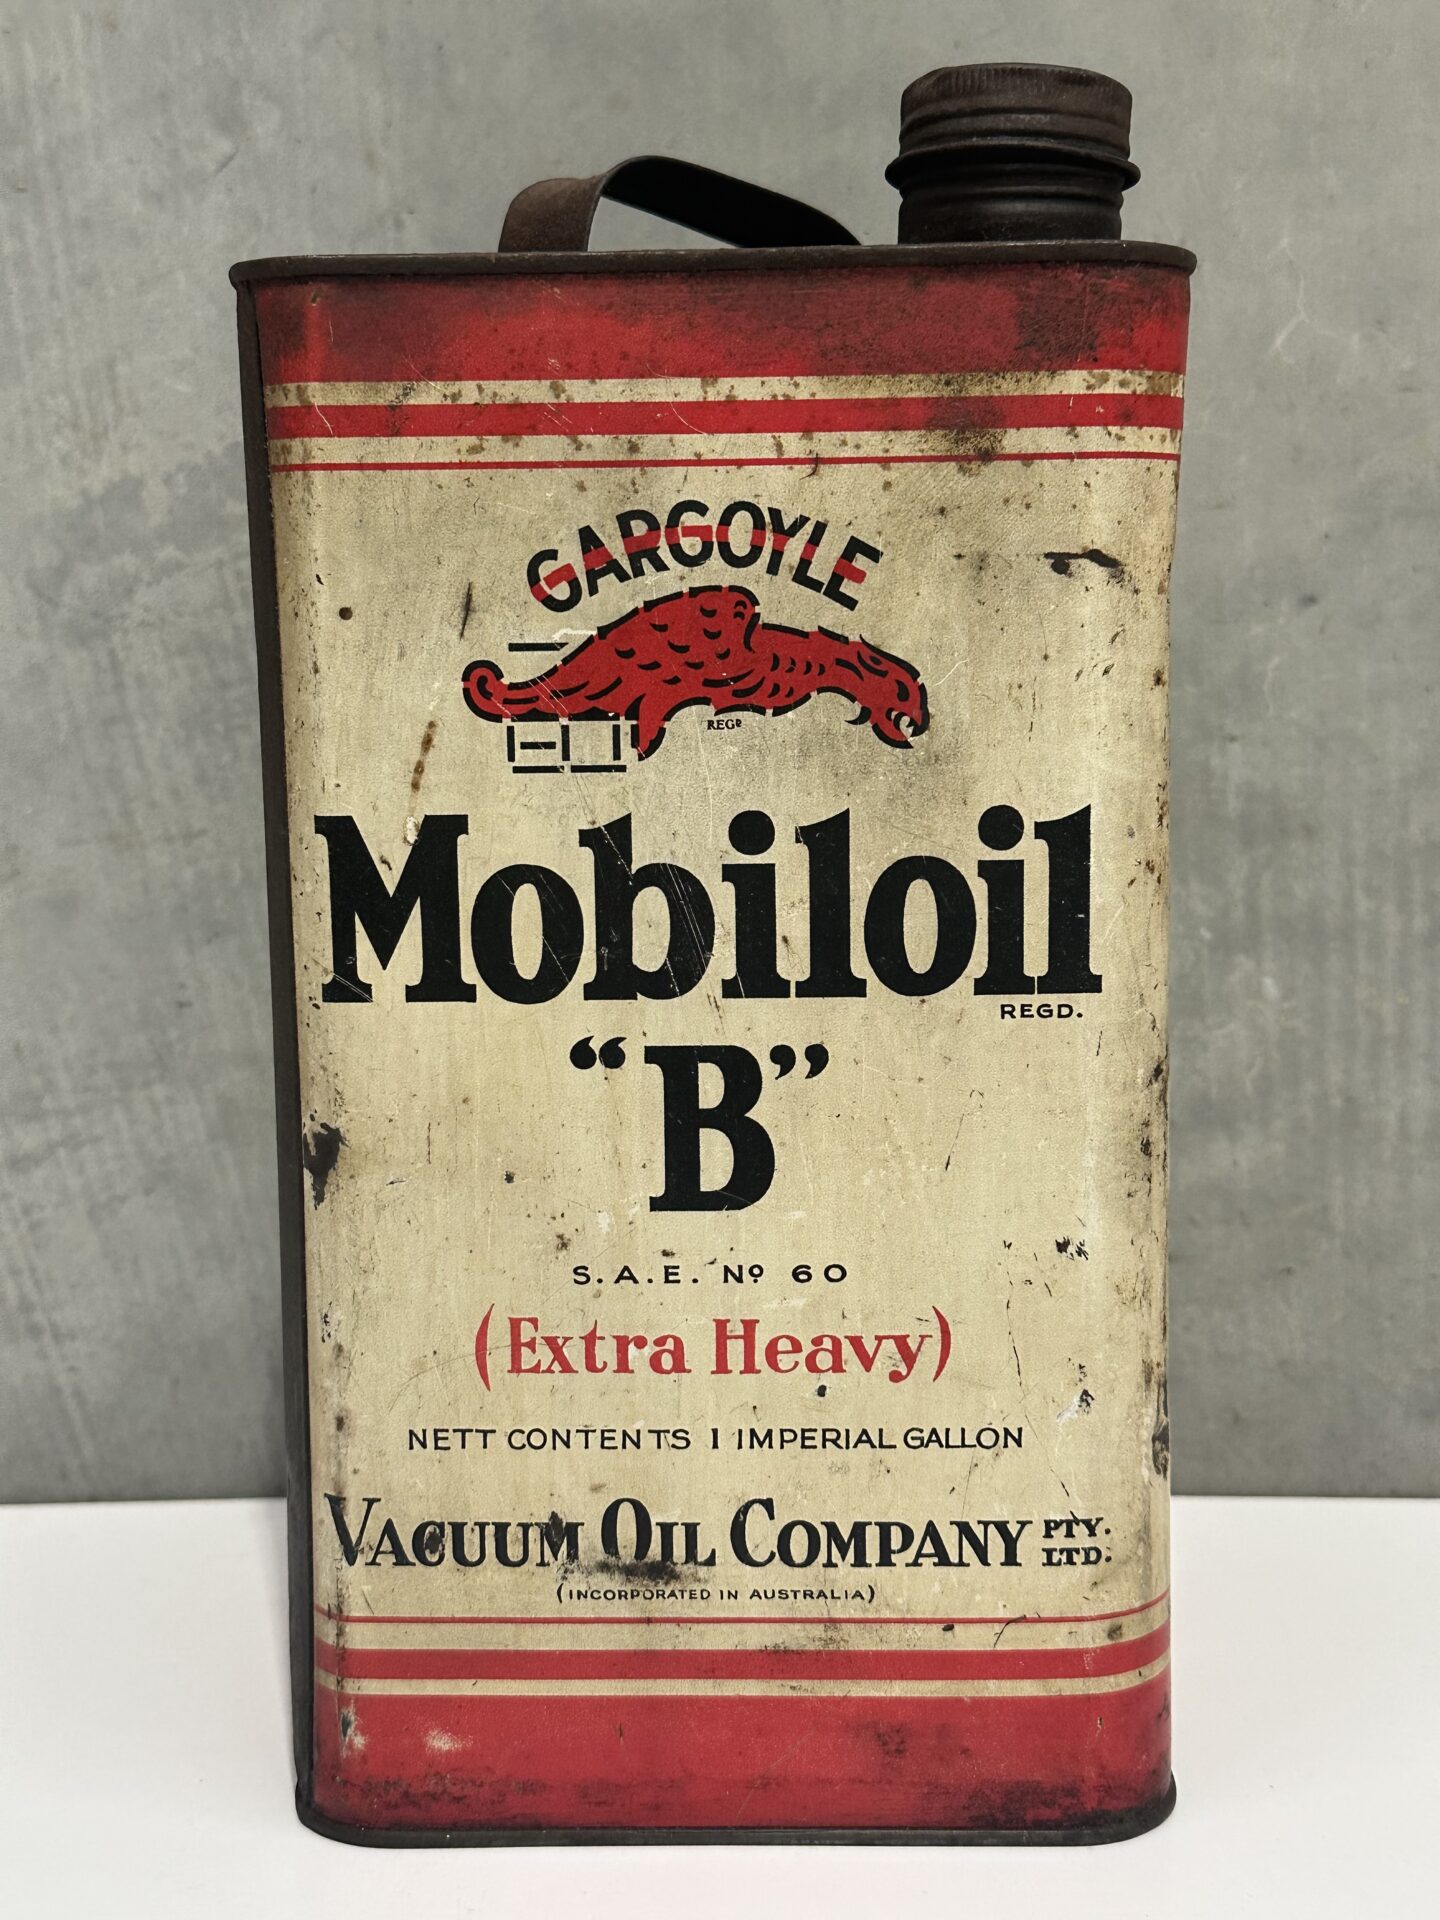 GARGOYLE
REGD
Mobiloil
REGD.
“B”
S.A.E. Nº 60
(Extra Heavy)
NETT CONTENTS 1 IMPERIAL GALLON
VACUUM OIL COMPANY PTY. LTD.
(INCORPORATED IN AUSTRALIA)